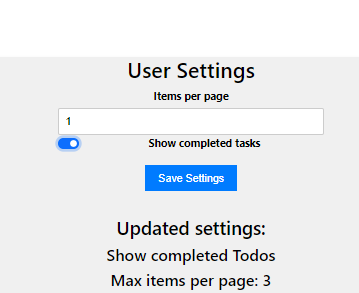 User Settings
Items per page
1
Show completed tasks
Save Settings
Updated settings:
Show completed Todos
Max items per page: 3